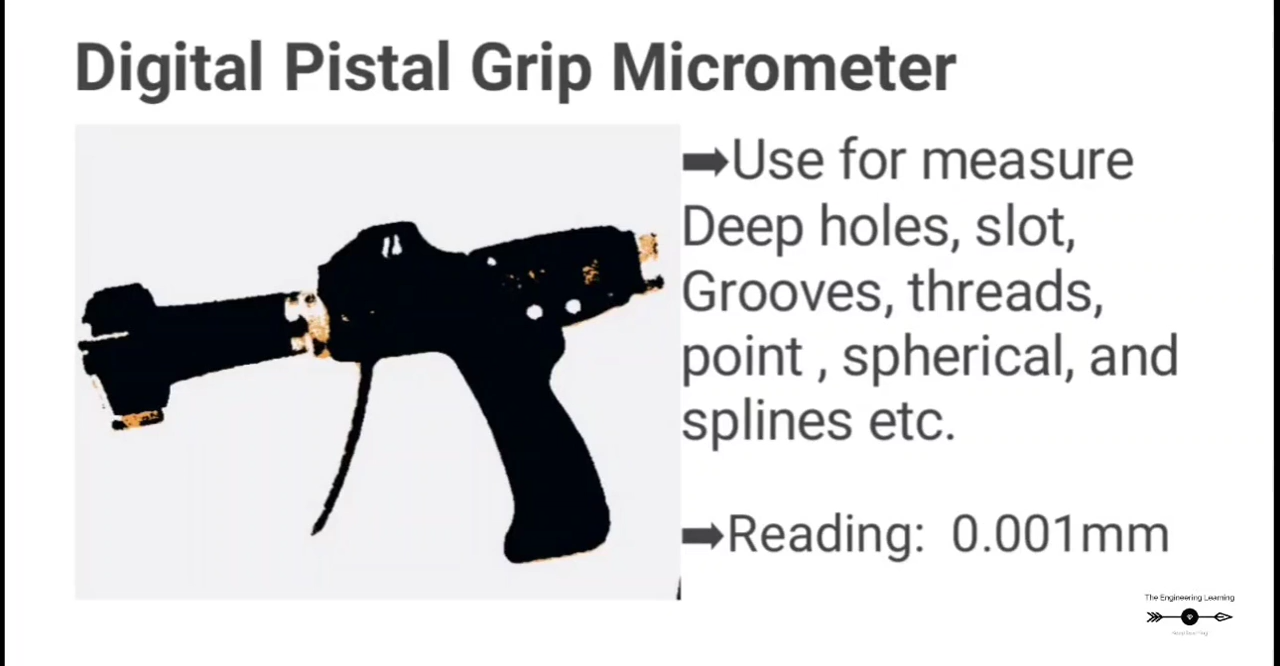 Digital Pistal Grip Micrometer
➡Use for measure
Deep holes, slot,
Grooves, threads,
point , spherical, and
splines etc.
➡Reading: 0.001mm
The Engineering Learning